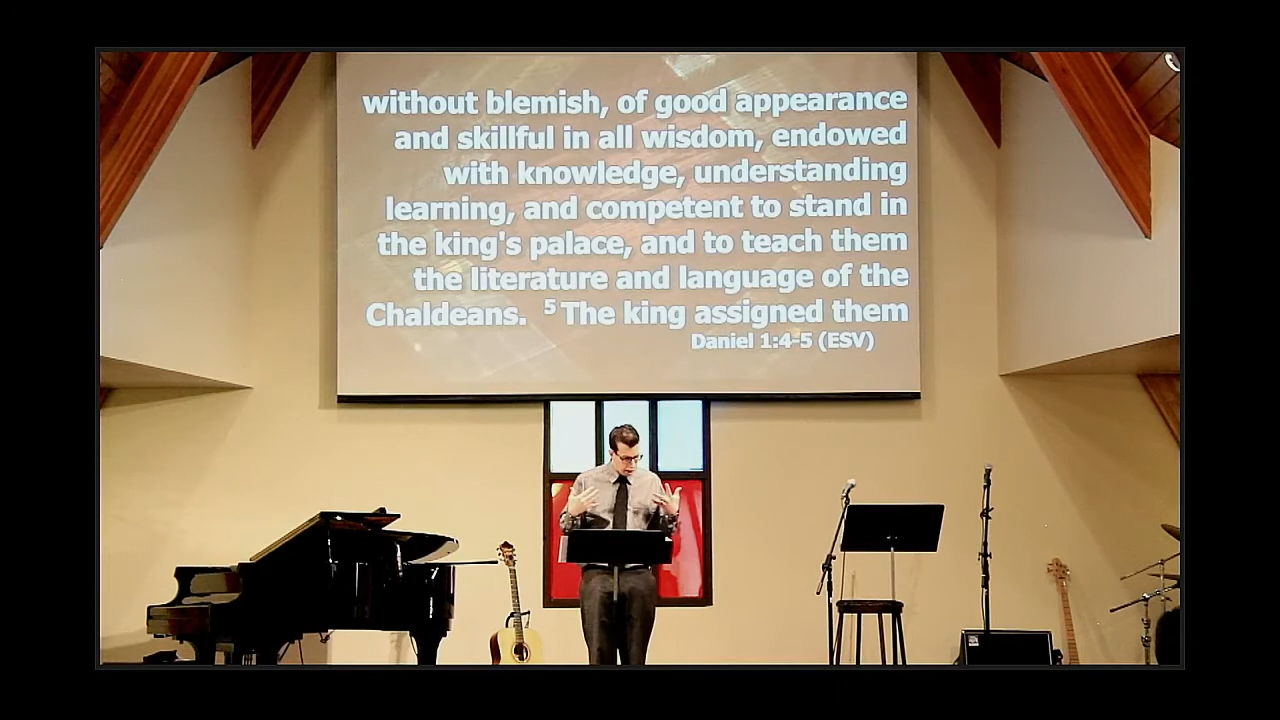 without blemish, of good appearance
and skillful in all wisdom, endowed
with knowledge, understanding
learning, and competent to stand in
the king's palace, and to teach them
the literature and language of the
Chaldeans. 5 The king assigned them
Daniel 1:4-5 (ESV)